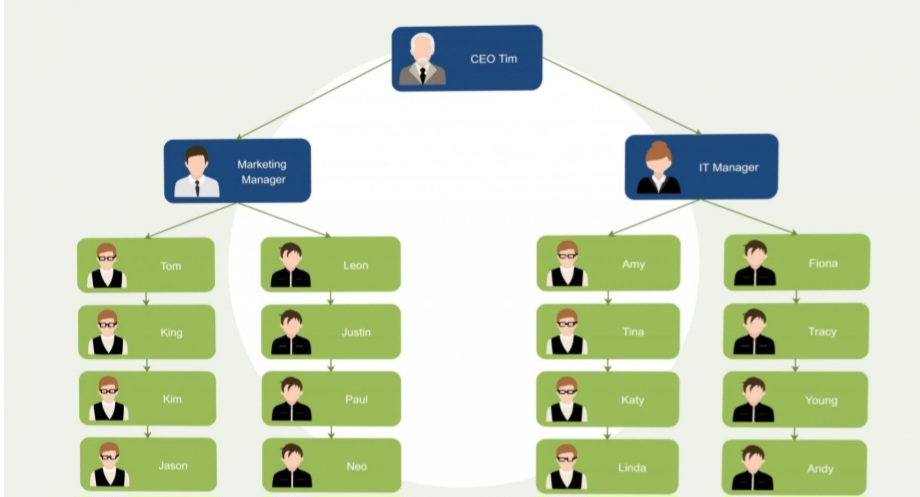 CEO Tim
Marketing
Manager
IT Manager
Tom
Leon
Amy
Fiona
King
Justin
Tina
Tracy
Kim
Paul
Katy
Young
Jason
Neo
Linda
Andy